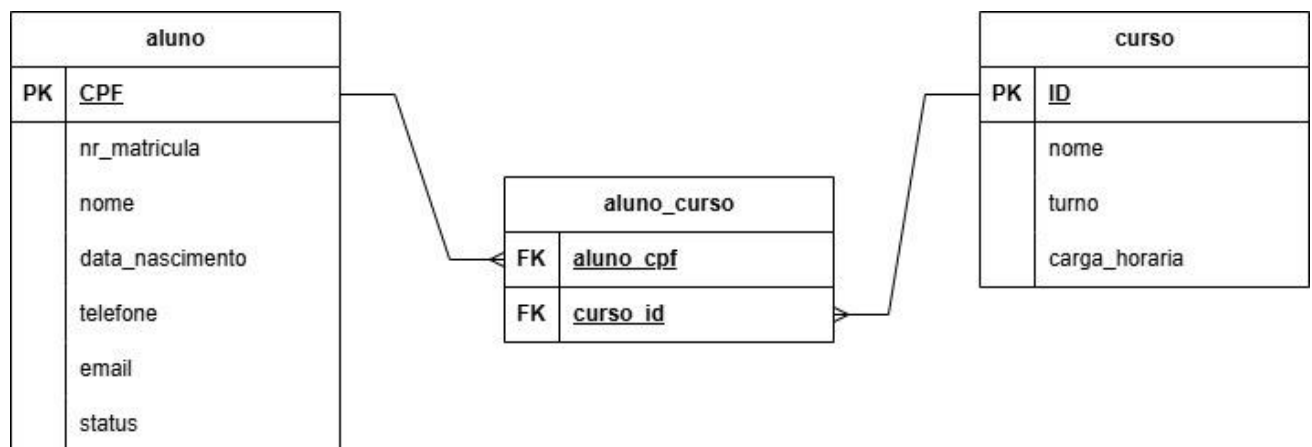 aluno
PK CPF
nr_matricula
nome
data_nascimento
telefone
email
status
aluno_curso
FK aluno_cpf
FK curso_id
curso
PK ID
nome
turno
carga_horaria